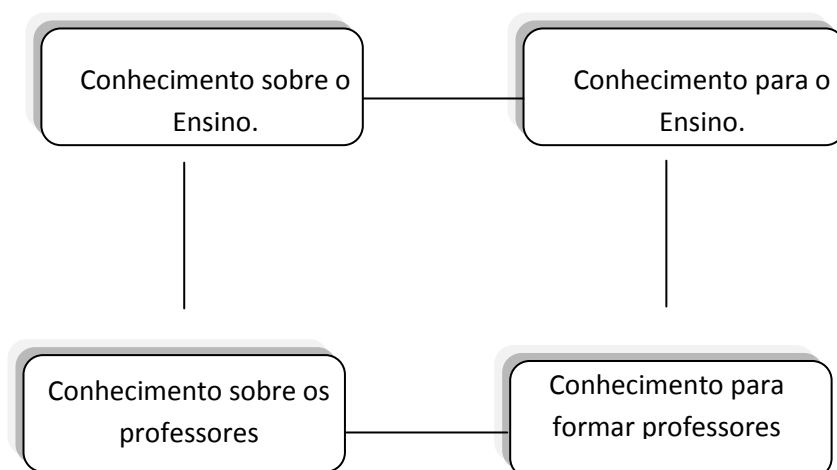 Conhecimento sobre o
Ensino.
Conhecimento para o
Ensino.
Conhecimento sobre os
professores
Conhecimento para
formar professores